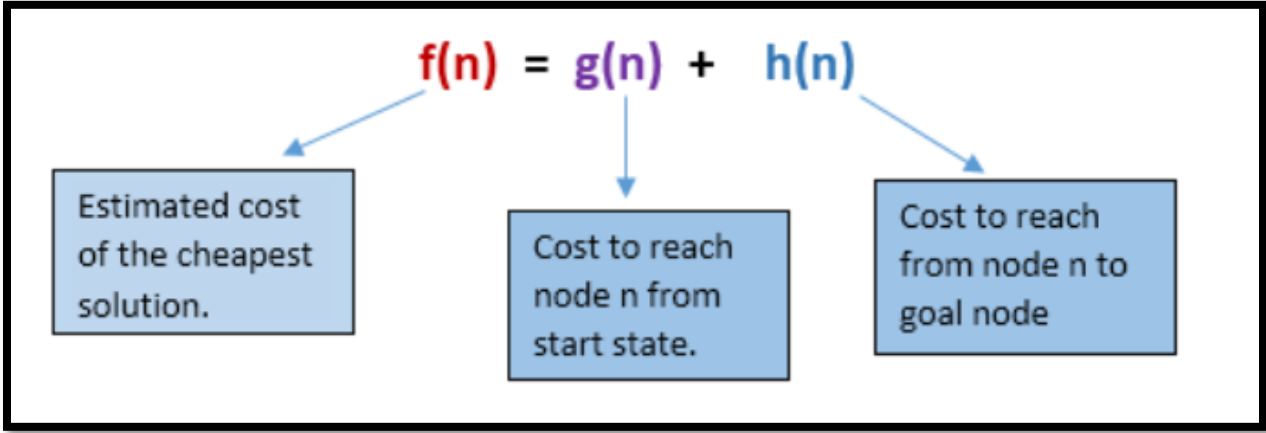 f(n) = g(n) + h(n)
Estimated cost
of the cheapest
solution.
Cost to reach
node n from
start state.
Cost to reach
from node n to
goal node